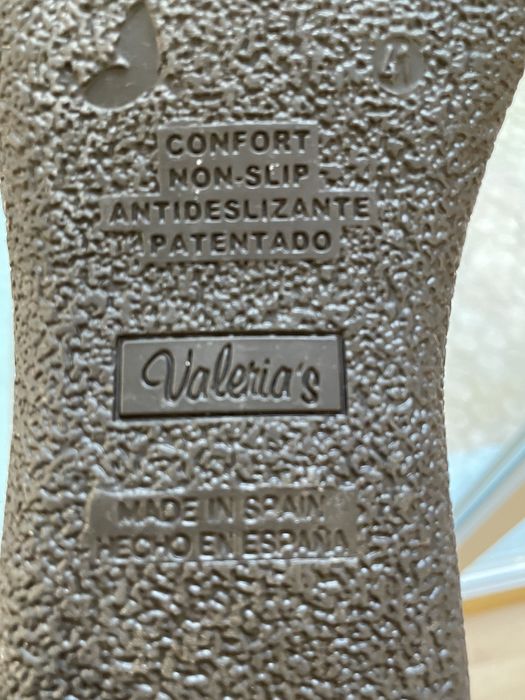 CONFORT
NON-SLIP
ANTIDESLIZANTE
PATENTADO
Valeria's
MADE IN SPAIN
HECHO EN ESPAÑA